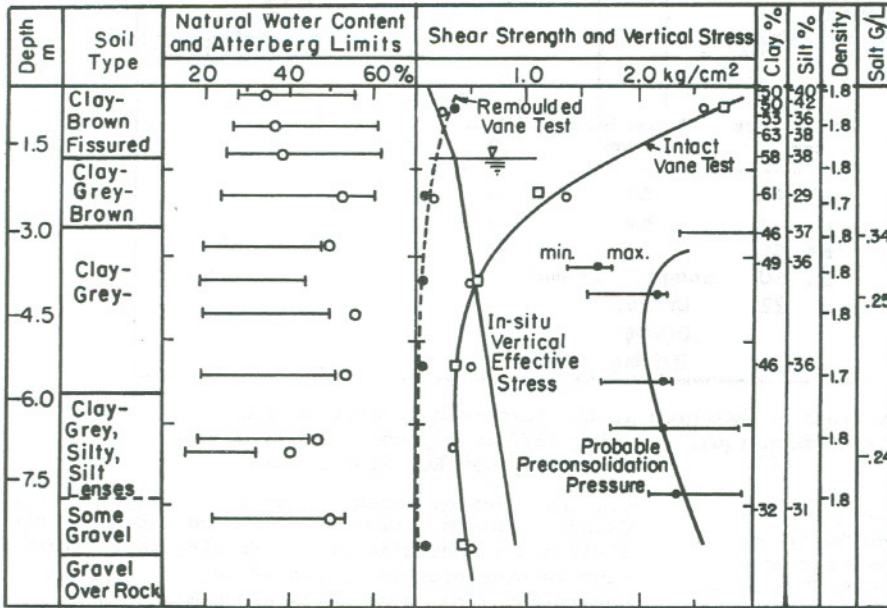 Depth
m
Soil
Type
Natural Water Content
and Atterberg Limits
20 40 60 %
Shear Strength and Vertical Stress
1.0 2.0 kg/cm2
Clay %
Silt %
Density
Salt G/L
Clay-
Brown
Fissured
Clay-
Grey-
Brown
Clay-
Grey-
Clay-
Grey,
Silty,
Silt
Lenses
Some
Gravel
Gravel
Over Rock
-1.5
-3.0
-4.5
-6.0
-7.5
Remoulded
Vane Test
Intact
Vane Test
min. max.
In-situ
Vertical
Effective
Stress
Probable
Preconsolidation
Pressure
50
50
53
63
58
61
46
49
46
32
40
42
36
38
38
29
37
36
36
31
1.8
1.8
1.8
1.7
1.8
1.8
1.8
1.7
1.8
1.8
.34
.25
.24